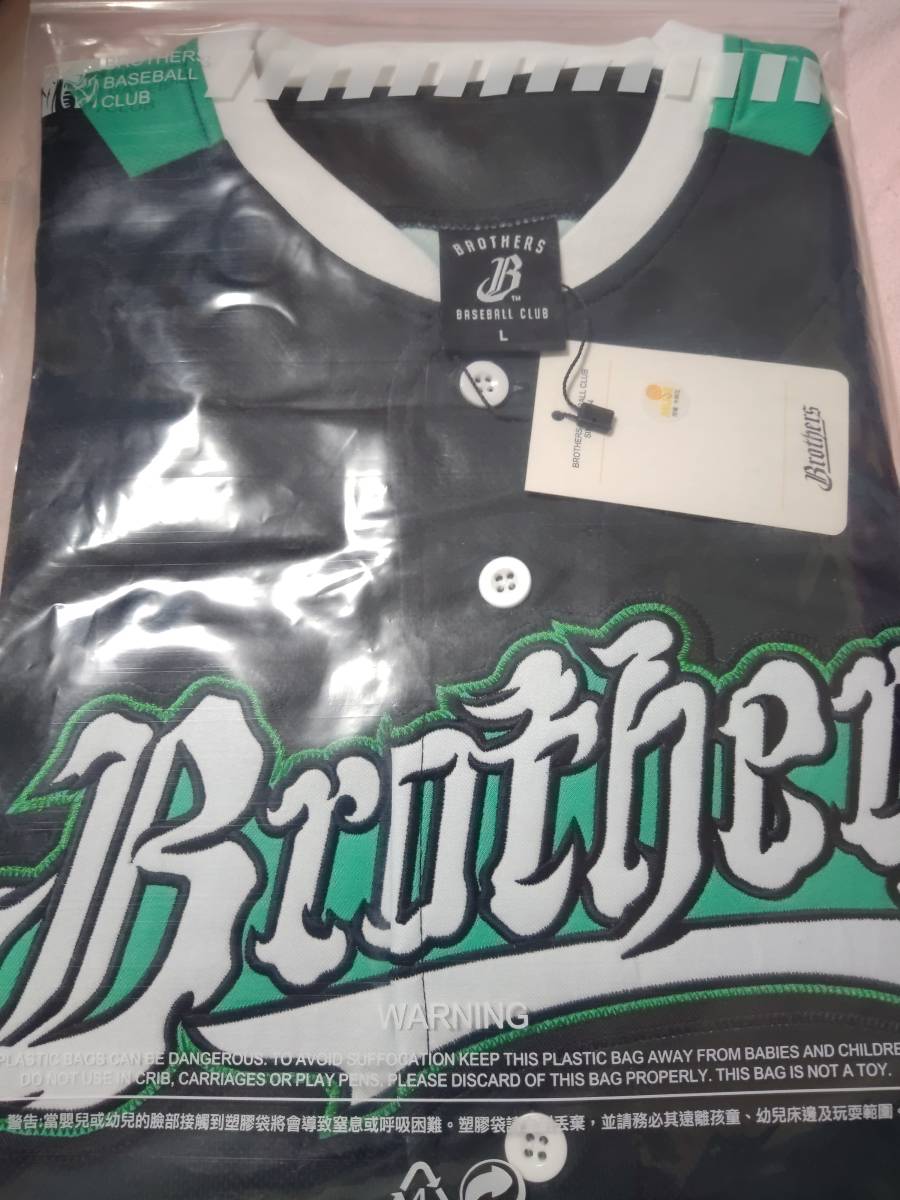 BROTHERS
BASEBALL
CLUB
BROTHERS
B
TM
BASEBALL CLUB
L
Brothers
Brothers
WARNING
PLASTIC BAGS CAN BE DANGEROUS. TO AVOID SUFFOCATION KEEP THIS PLASTIC BAG AWAY FROM BABIES AND CHILDRE
DO NOT USE IN CRIB, CARRIAGES OR PLAY PENS. PLEASE DISCARD OF THIS BAG PROPERLY. THIS BAG IS NOT A TOY.
警告:當嬰兒或幼兒的臉部接觸到塑膠袋將會導致窒息或呼吸困難。塑膠袋請 丟棄，並請務必其遠離孩童、幼兒床邊及玩耍範圍。